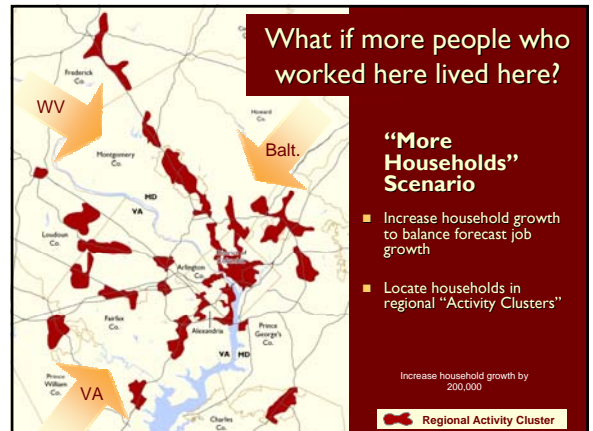 What if more people who
worked here lived here?
"More
Households"
Scenario
Increase household growth
to balance forecast job
growth
Locate households in
regional "Activity Clusters"
Increase household growth by
200,000
Regional Activity Cluster
Frederick
Co.
WV
Howard
Co.
Balt.
Montgomery
Co.
MD
VA
Loudoun
Co.
Arlington
Co.
Fairfax
Co.
Alexandria
Prince
George's
Co.
VA
MD
Prince
William
Co.
VA
Charles
Co.